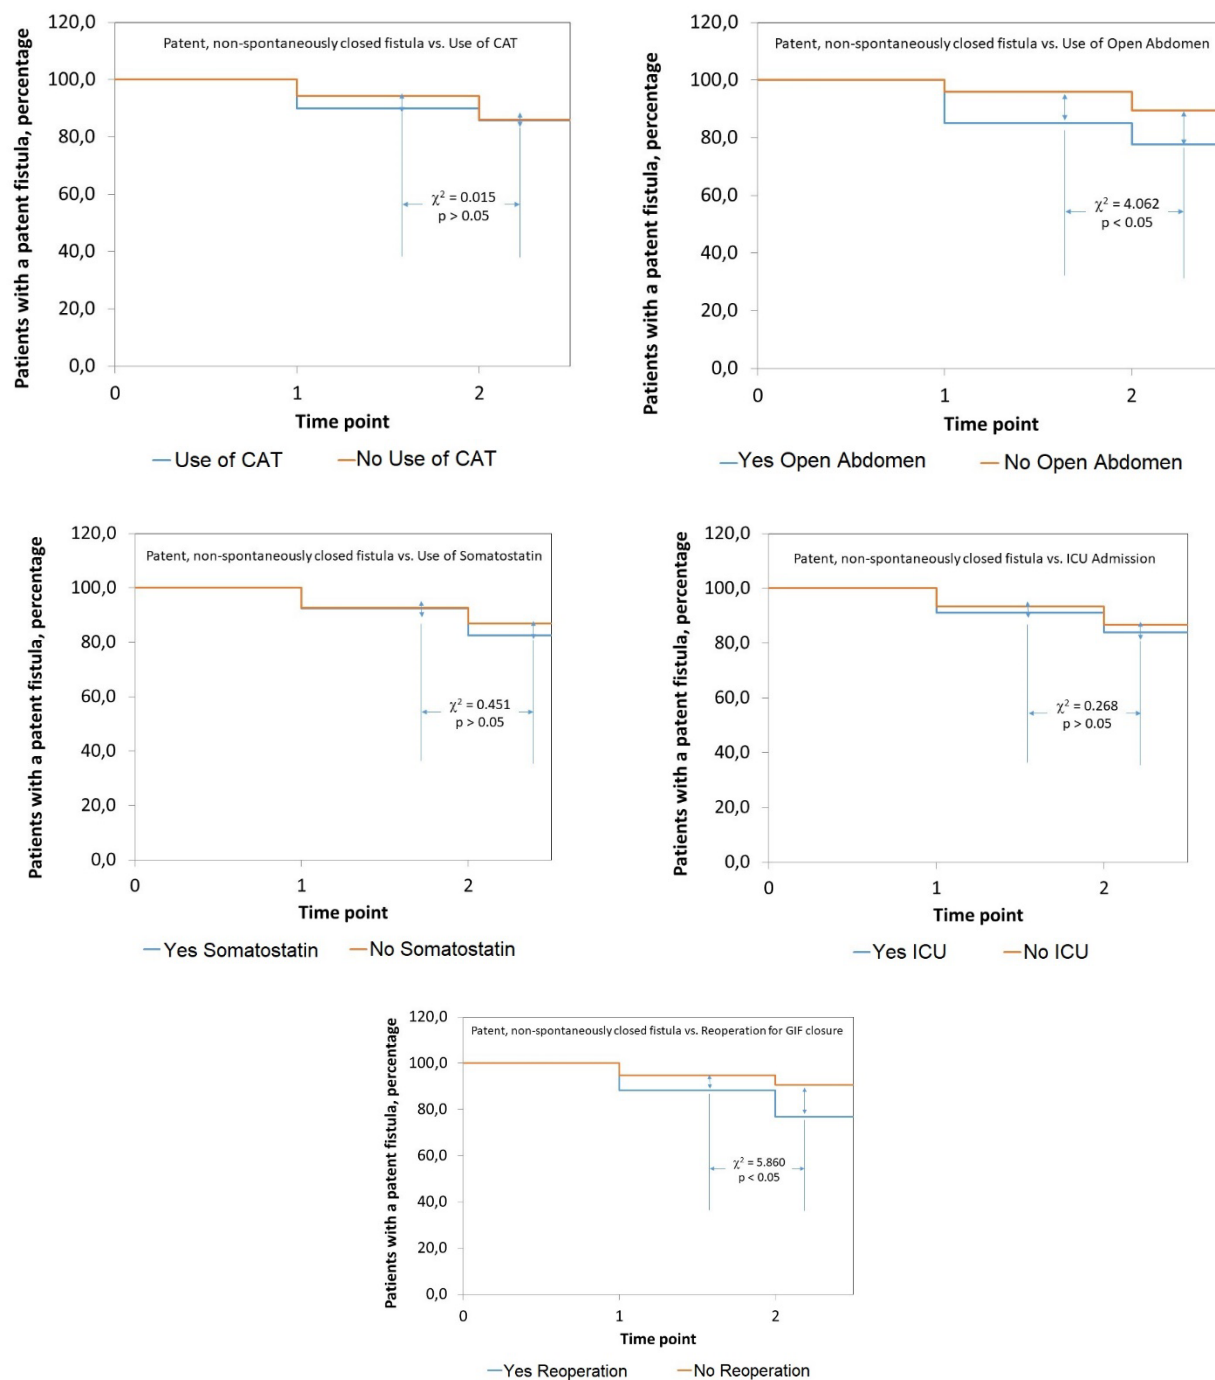 Patent, non-spontaneously closed fistula vs. Use of CAT
Patients with a patent fistula, percentage
120,0
100,0
80,0
60,0
40,0
20,0
0,0
χ² = 0.015
p > 0.05
0 1 2
Time point
Use of CAT No Use of CAT
Patent, non-spontaneously closed fistula vs. Use of Open Abdomen
Patients with a patent fistula, percentage
120,0
100,0
80,0
60,0
40,0
20,0
0,0
χ² = 4.062
p < 0.05
0 1 2
Time point
Yes Open Abdomen No Open Abdomen
Patent, non-spontaneously closed fistula vs. Use of Somatostatin
Patients with a patent fistula, percentage
120,0
100,0
80,0
60,0
40,0
20,0
0,0
χ² = 0.451
p > 0.05
0 1 2
Time point
Yes Somatostatin No Somatostatin
Patent, non-spontaneously closed fistula vs. ICU Admission
Patients with a patent fistula, percentage
120,0
100,0
80,0
60,0
40,0
20,0
0,0
χ² = 0.268
p > 0.05
0 1 2
Time point
Yes ICU No ICU
Patent, non-spontaneously closed fistula vs. Reoperation for GIF closure
Patients with a patent fistula, percentage
120,0
100,0
80,0
60,0
40,0
20,0
0,0
χ² = 5.860
p < 0.05
0 1 2
Time point
Yes Reoperation No Reoperation